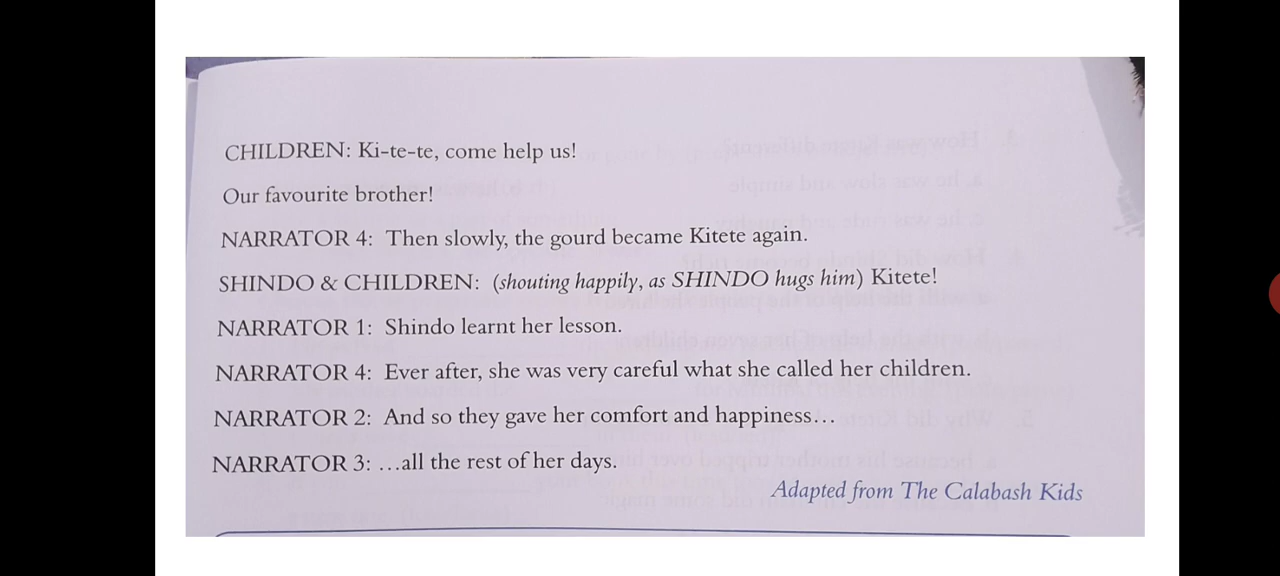 CHILDREN: Ki-te-te, come help us!
Our favourite brother!
NARRATOR 4: Then slowly, the gourd became Kitete again.
SHINDO & CHILDREN: (shouting happily, as SHINDO hugs him) Kitete!
NARRATOR 1: Shindo learnt her lesson.
NARRATOR 4: Ever after, she was very careful what she called her children.
NARRATOR 2: And so they gave her comfort and happiness…
NARRATOR 3: …all the rest of her days.
Adapted from The Calabash Kids